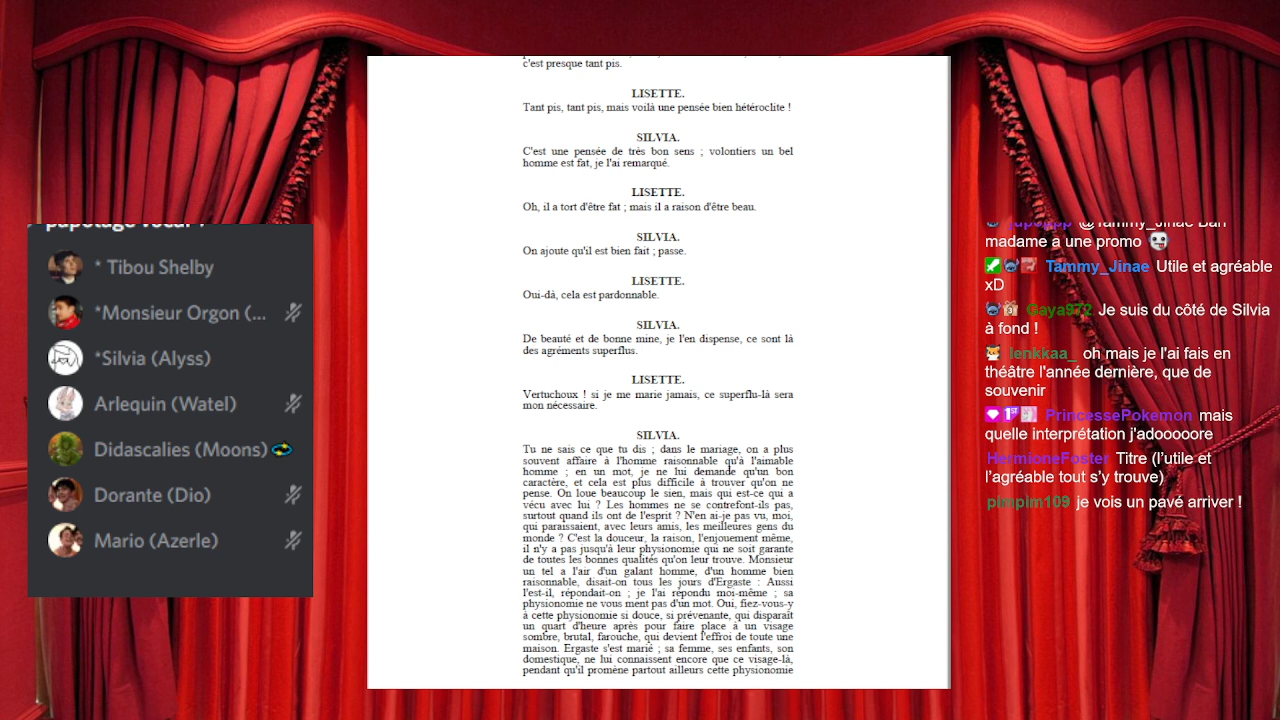 papotage vocal
* Tibou Shelby
*Monsieur Orgon (...
*Silvia (Alyss)
Arlequin (Watel)
Didascalies (Moons)
Dorante (Dio)
Mario (Azerle)
c'est presque tant pis.
LISETTE.
Tant pis, tant pis, mais voilà une pensée bien hétéroclite !
SILVIA.
C'est une pensée de très bon sens ; volontiers un bel
homme est fat, je l'ai remarqué.
LISETTE.
Oh, il a tort d'être fat ; mais il a raison d'être beau.
SILVIA.
On ajoute qu'il est bien fait ; passe.
LISETTE.
Oui-dà, cela est pardonnable.
SILVIA.
De beauté et de bonne mine, je l'en dispense, ce sont là
des agréments superflus.
LISETTE.
Vertuchoux ! si je me marie jamais, ce superflu-là sera
mon nécessaire.
SILVIA.
Tu ne sais ce que tu dis ; dans le mariage, on a plus
souvent affaire à l'homme raisonnable qu'à l'aimable
homme ; en un mot, je ne lui demande qu'un bon
caractère, et cela est plus difficile à trouver qu'on ne
pense. On loue beaucoup le sien, mais qui est-ce qui a
vécu avec lui ? Les hommes ne se contrefont-ils pas,
surtout quand ils ont de l'esprit ? N'en ai-je pas vu, moi,
qui paraissaient, avec leurs amis, les meilleures gens du
monde ? C'est la douceur, la raison, l'enjouement même,
il n'y a pas jusqu'à leur physionomie qui ne soit garante
de toutes les bonnes qualités qu'on leur trouve. Monsieur
un tel a l'air d'un galant homme, d'un homme bien
raisonnable, disait-on tous les jours d'Ergaste : Aussi
l'est-il, répondait-on ; je l'ai répondu moi-même ; sa
physionomie ne vous ment pas d'un mot. Oui, fiez-vous-y
à cette physionomie si douce, si prévenante, qui disparaît
un quart d'heure après pour faire place à un visage
sombre, brutal, farouche, qui devient l'effroi de toute une
maison. Ergaste s'est marié ; sa femme, ses enfants, son
domestique, ne lui connaissent encore que ce visage-là,
pendant qu'il promène partout ailleurs cette physionomie
@Tammy_Jinae Bah
madame a une promo
Tammy_Jinae Utile et agréable
xD
Gaya972 Je suis du côté de Silvia
à fond !
lenkkaa_ oh mais je l'ai fais en
théâtre l'année dernière, que de
souvenir
1ST PrincessePokemon mais
quelle interprétation j'adooooore
HermioneFoster Titre (l'utile et
l'agréable tout s'y trouve)
pimpim109 je vois un pavé arriver !